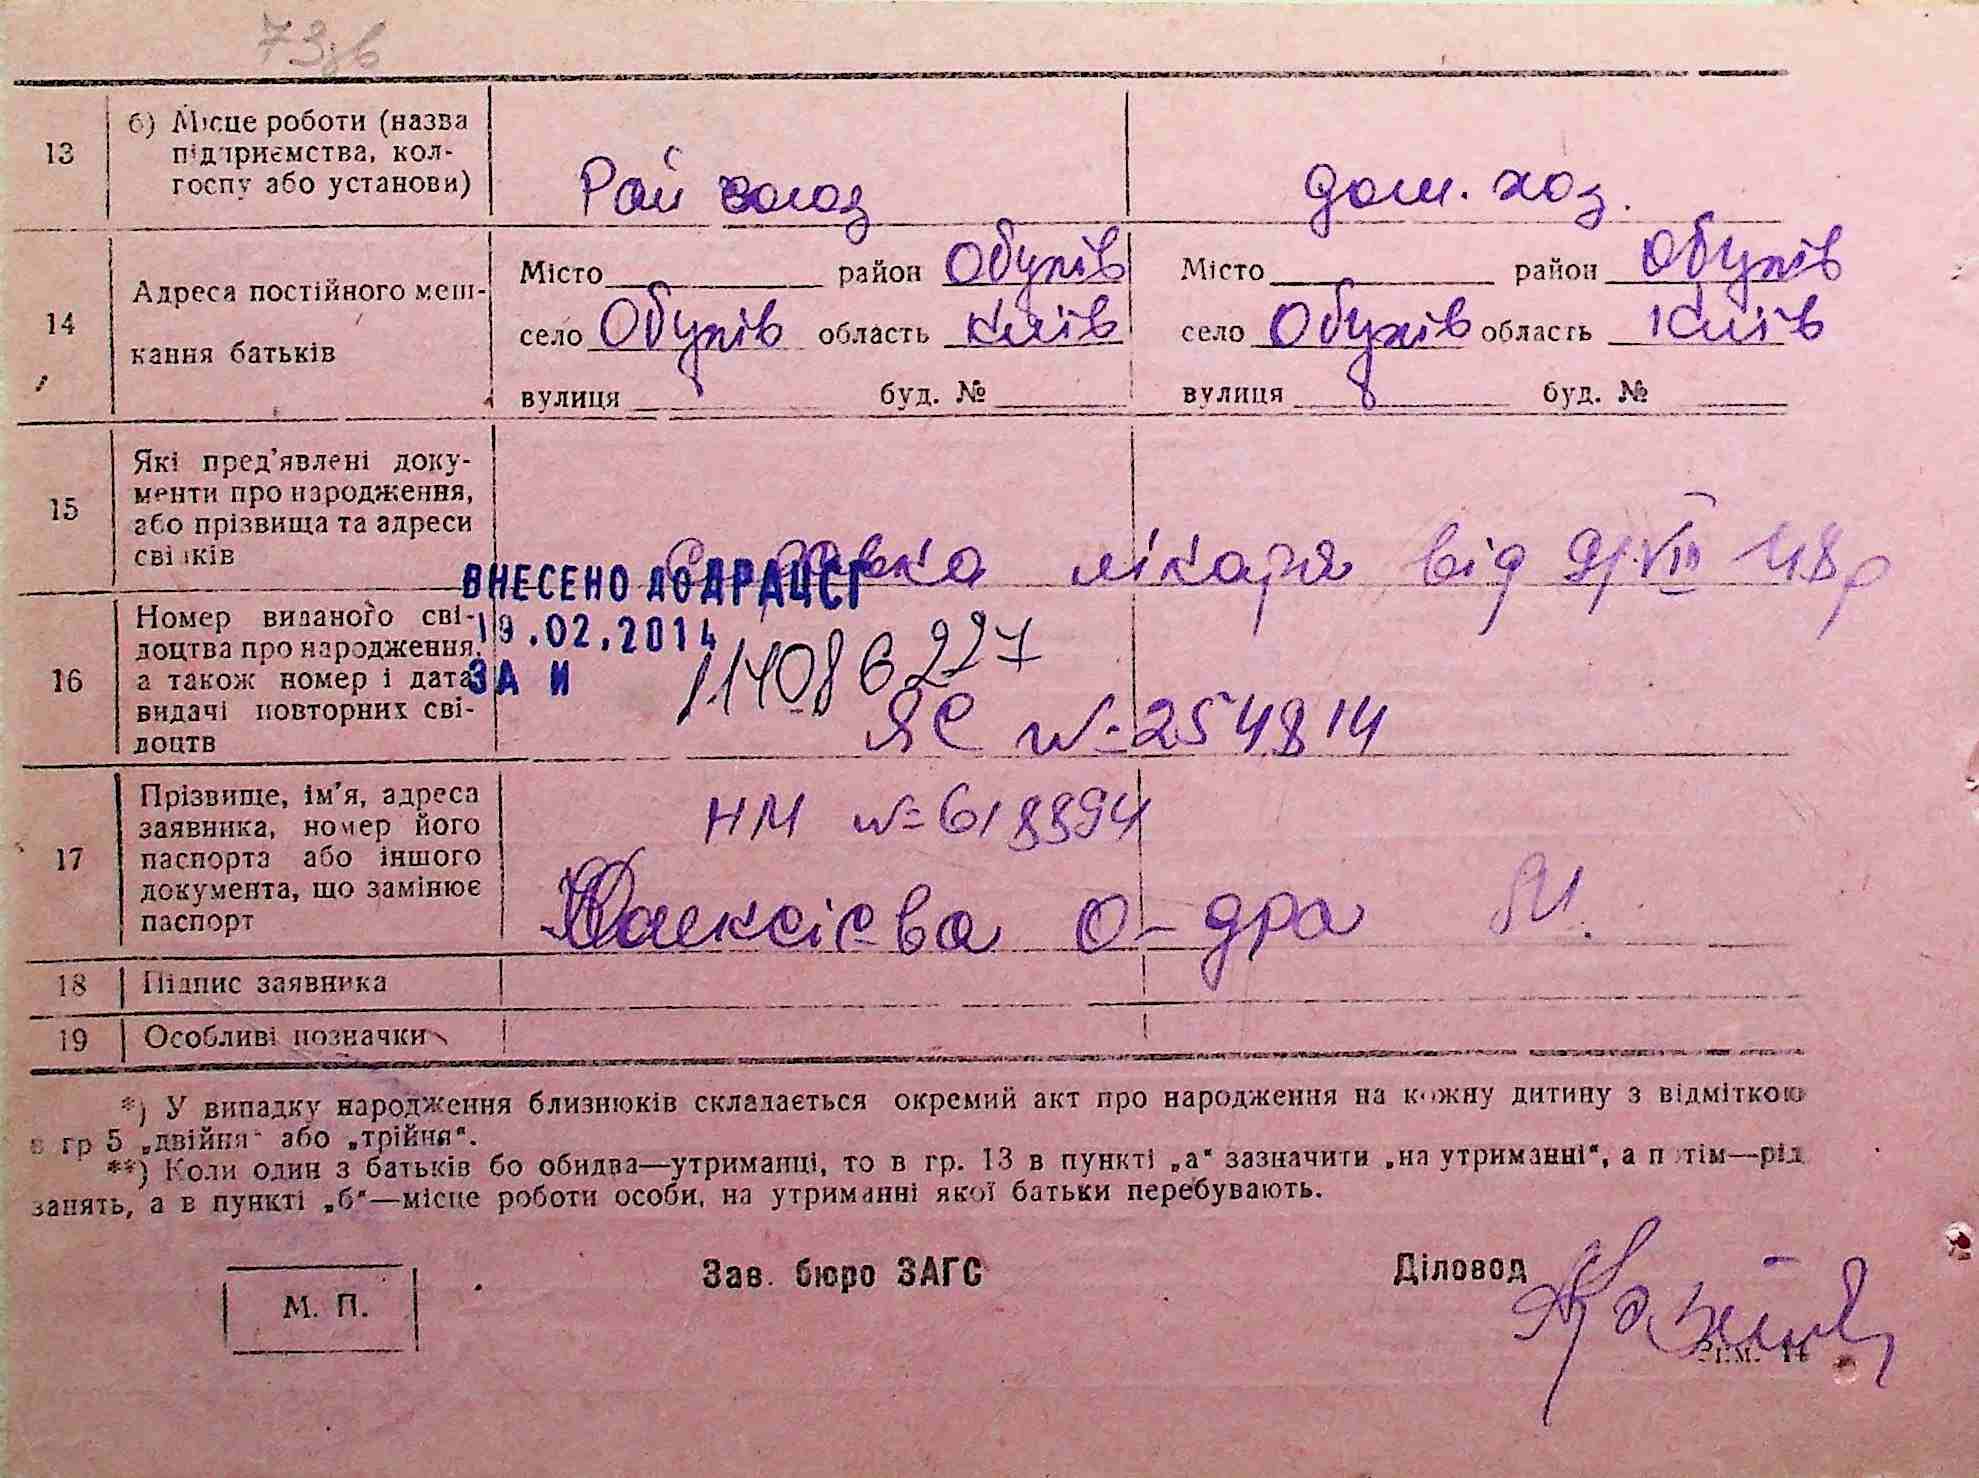 73,в
13
б) Місце роботи (назва
підприємства, кол-
госпу або установи)
Рай союз
дом. хоз.
14
Адреса постійного меш-
кання батьків
Місто район Обухів
село Обухів область Київ
вулиця буд. №
Місто район Обухів
село Обухів область Київ
вулиця буд. №
15
Які пред'явлені доку-
менти про народження,
або прізвища та адреси
свідків
Справка лікаря від VIII 48р
ВНЕСЕНО ДО ДРАЦСГ
19.02.2014
ЗА И
16
Номер виданого сві-
доцтва про народження,
а також номер і дата
видачі повторних сві-
доцтв
ЯС № 254814
17
Прізвище, ім'я, адреса
заявника, номер його
паспорта або іншого
документа, що замінює
паспорт
НМ №
О-дра
18
Підпис заявника
19
Особливі позначки
*) У випадку народження близнюків складається окремий акт про народження на кожну дитину з відміткою
в гр 5 „двійня“ або „трійня“.
**) Коли один з батьків бо обидва—утриманці, то в гр. 13 в пункті „а“ зазначити „на утриманні“, а потім—рід
занять, а в пункті „б“—місце роботи особи, на утриманні якої батьки перебувають.
М. П.
Зав. бюро ЗАГС
Діловод